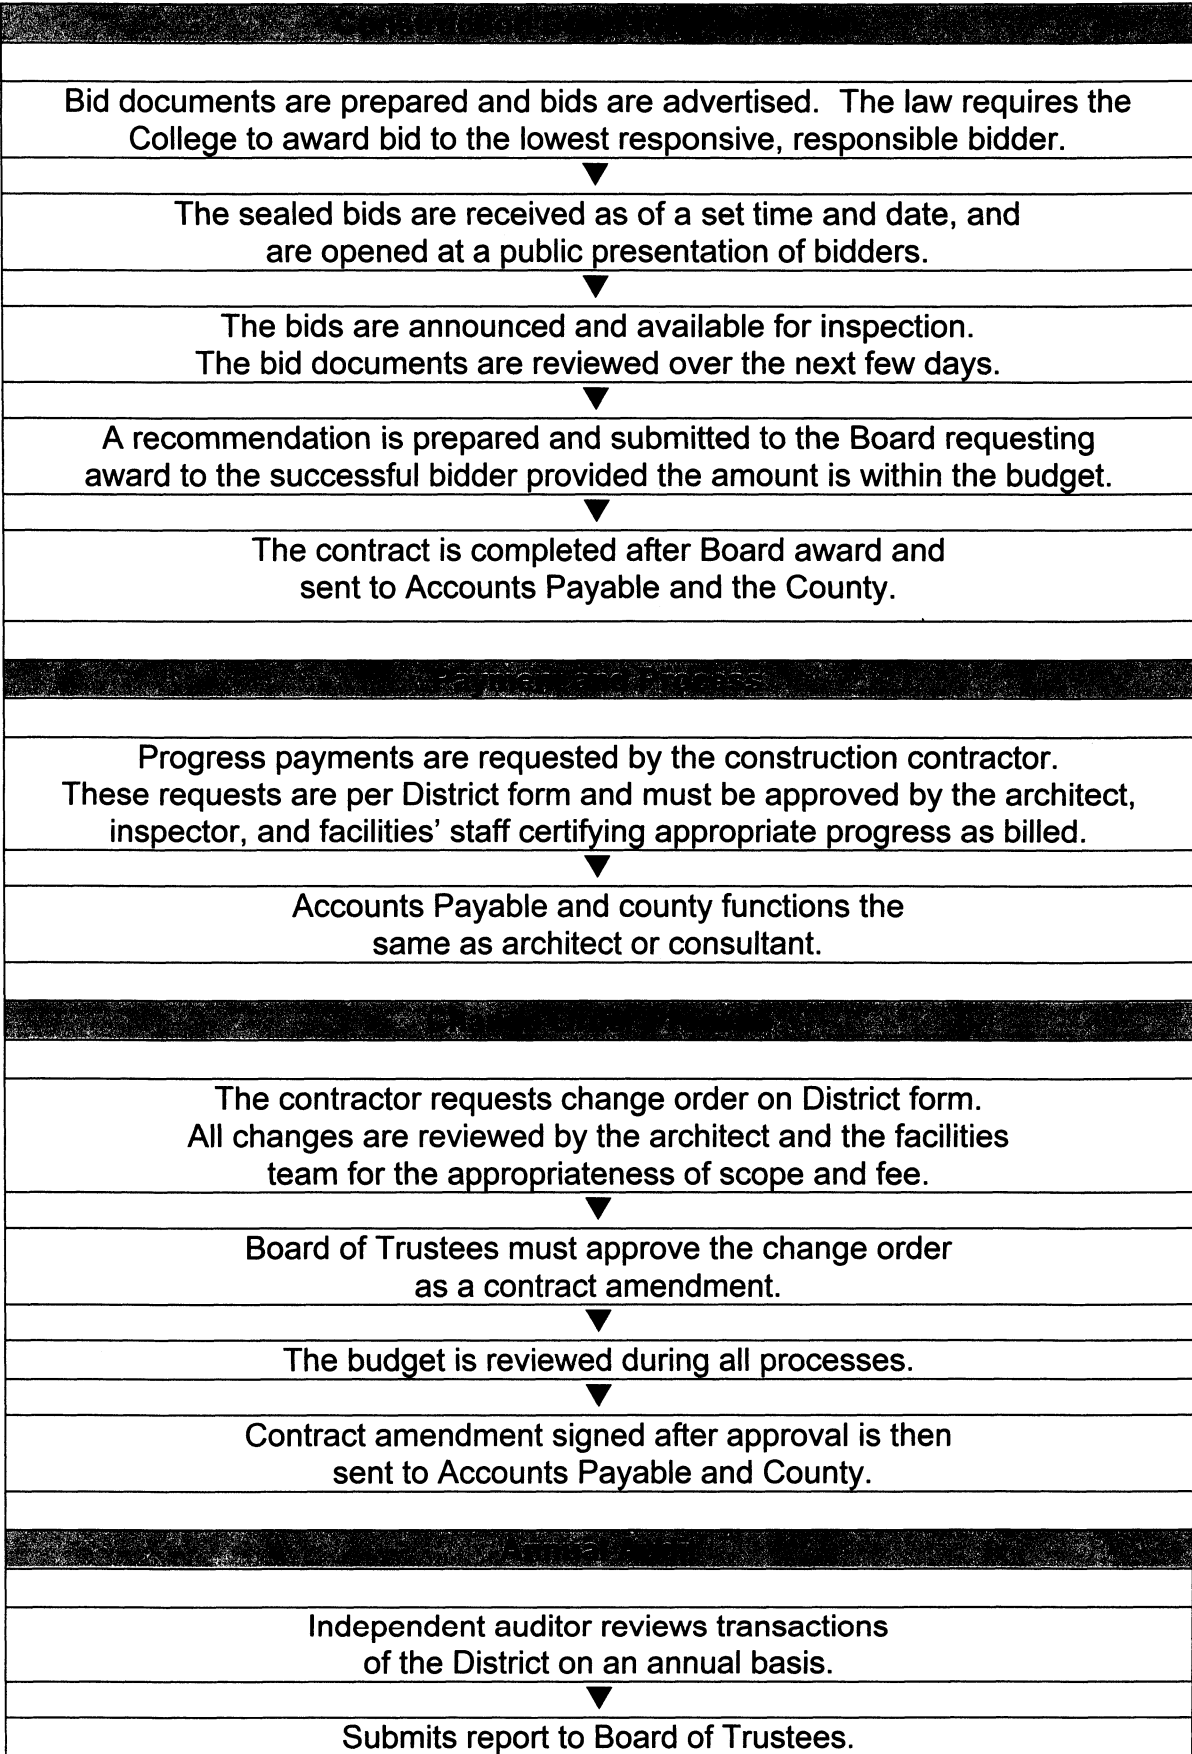 Bid documents are prepared and bids are advertised. The law requires the
College to award bid to the lowest responsive, responsible bidder.
The sealed bids are received as of a set time and date, and
are opened at a public presentation of bidders.
The bids are announced and available for inspection.
The bid documents are reviewed over the next few days.
A recommendation is prepared and submitted to the Board requesting
award to the successful bidder provided the amount is within the budget.
The contract is completed after Board award and
sent to Accounts Payable and the County.
Payment and Process
Progress payments are requested by the construction contractor.
These requests are per District form and must be approved by the architect,
inspector, and facilities' staff certifying appropriate progress as billed.
Accounts Payable and county functions the
same as architect or consultant.
The contractor requests change order on District form.
All changes are reviewed by the architect and the facilities
team for the appropriateness of scope and fee.
Board of Trustees must approve the change order
as a contract amendment.
The budget is reviewed during all processes.
Contract amendment signed after approval is then
sent to Accounts Payable and County.
Annual Audit
Independent auditor reviews transactions
of the District on an annual basis.
Submits report to Board of Trustees.